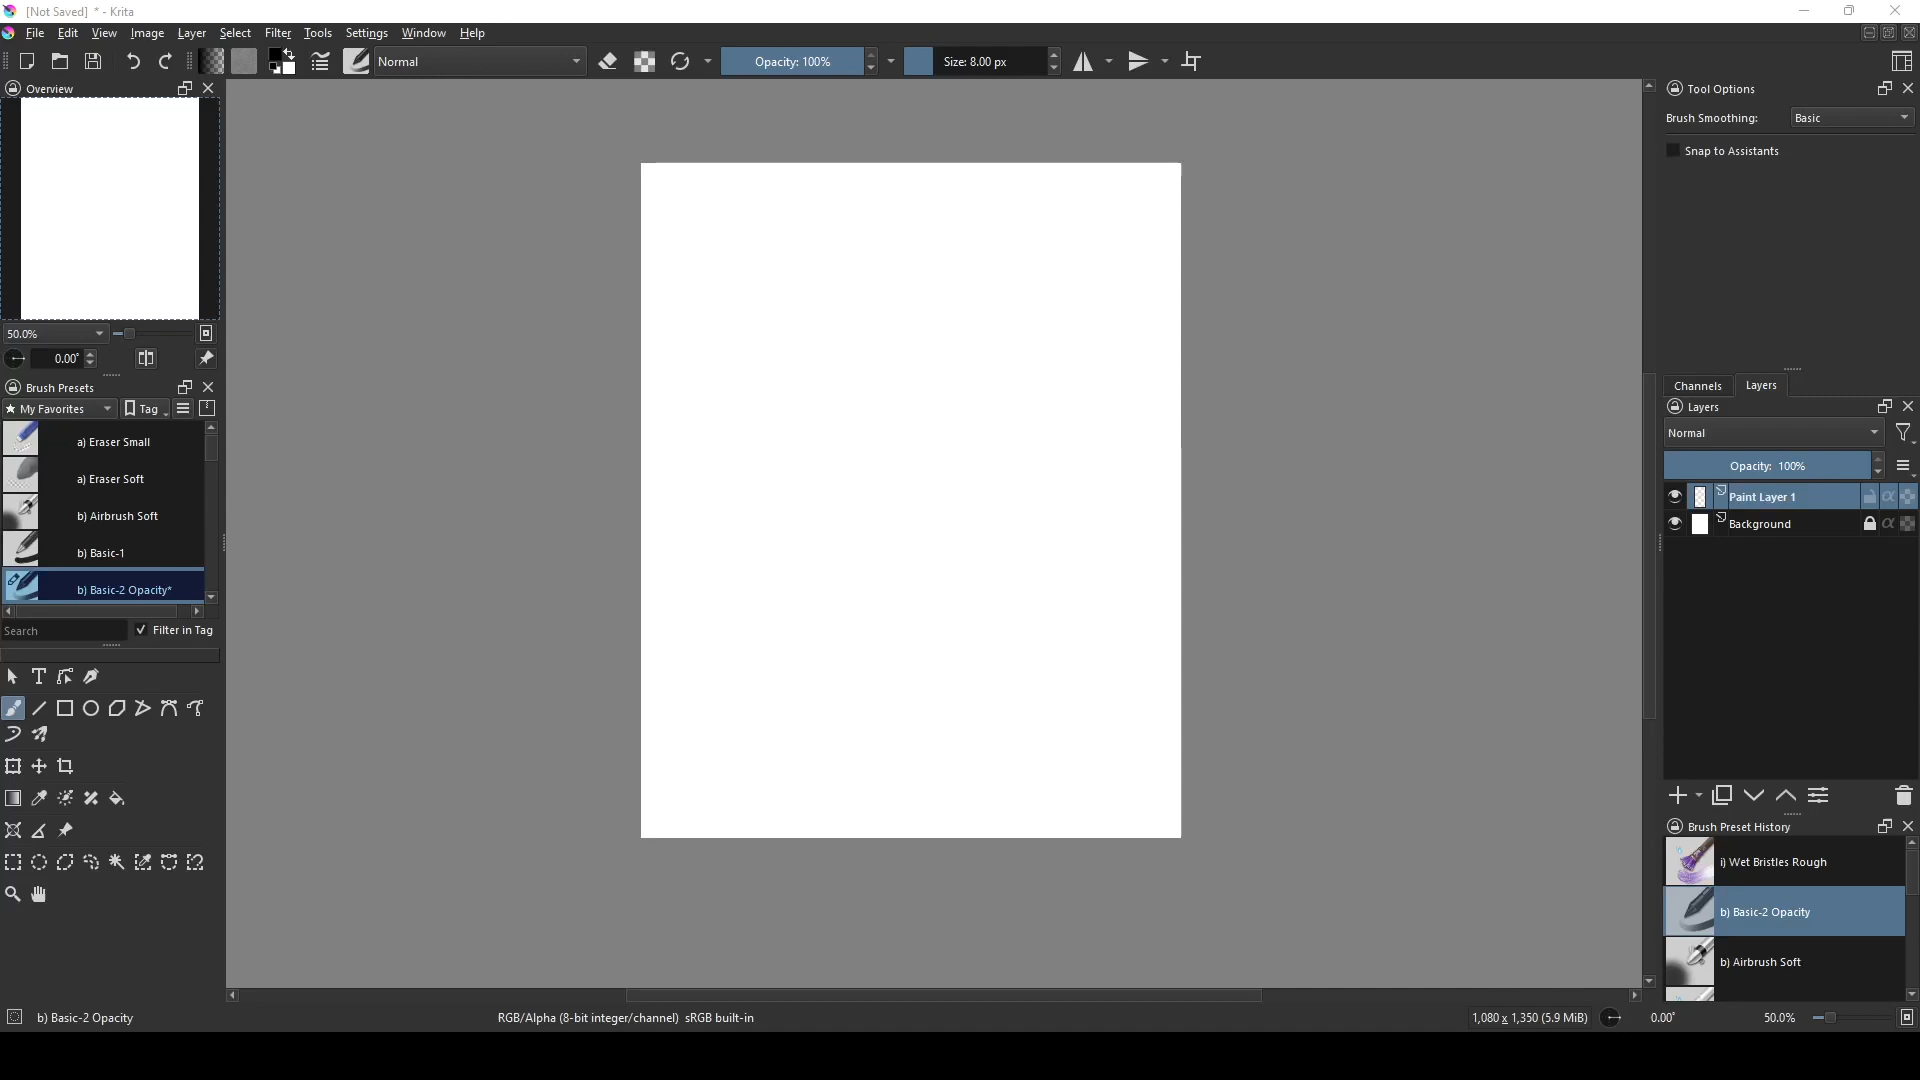 [Not Saved] * - Krita
File Edit View Image Layer Select Filter Tools Settings Window Help
Normal Opacity: 100% Size: 8.00 px
Overview
50.0%
0.00°
Brush Presets
★ My Favorites Tag
a) Eraser Small
a) Eraser Soft
b) Airbrush Soft
b) Basic-1
b) Basic-2 Opacity*
Search Filter in Tag
Tool Options
Brush Smoothing: Basic
Snap to Assistants
Channels Layers
Layers
Normal
Opacity: 100%
Paint Layer 1
Background
Brush Preset History
i) Wet Bristles Rough
b) Basic-2 Opacity
b) Airbrush Soft
b) Basic-2 Opacity RGB/Alpha (8-bit integer/channel) sRGB built-in 1,080 x 1,350 (5.9 MiB) 0.00° 50.0%